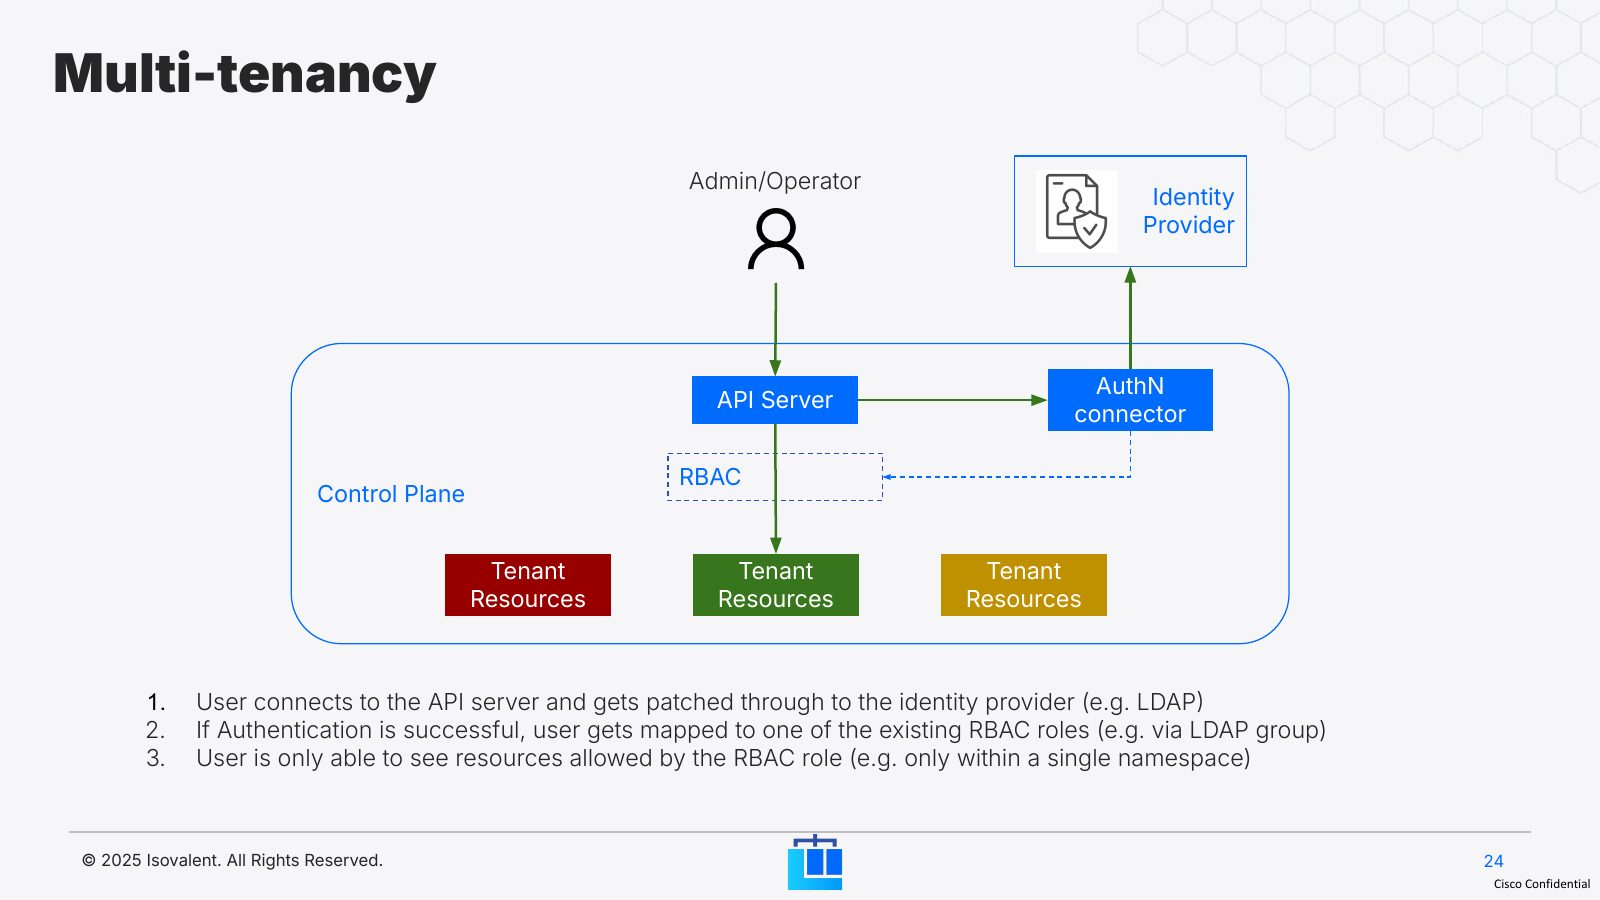 Multi-tenancy
Admin/Operator
Identity
Provider
API Server
AuthN
connector
RBAC
Control Plane
Tenant
Resources
Tenant
Resources
Tenant
Resources
1. User connects to the API server and gets patched through to the identity provider (e.g. LDAP)
2. If Authentication is successful, user gets mapped to one of the existing RBAC roles (e.g. via LDAP group)
3. User is only able to see resources allowed by the RBAC role (e.g. only within a single namespace)
© 2025 Isovalent. All Rights Reserved.
24
Cisco Confidential